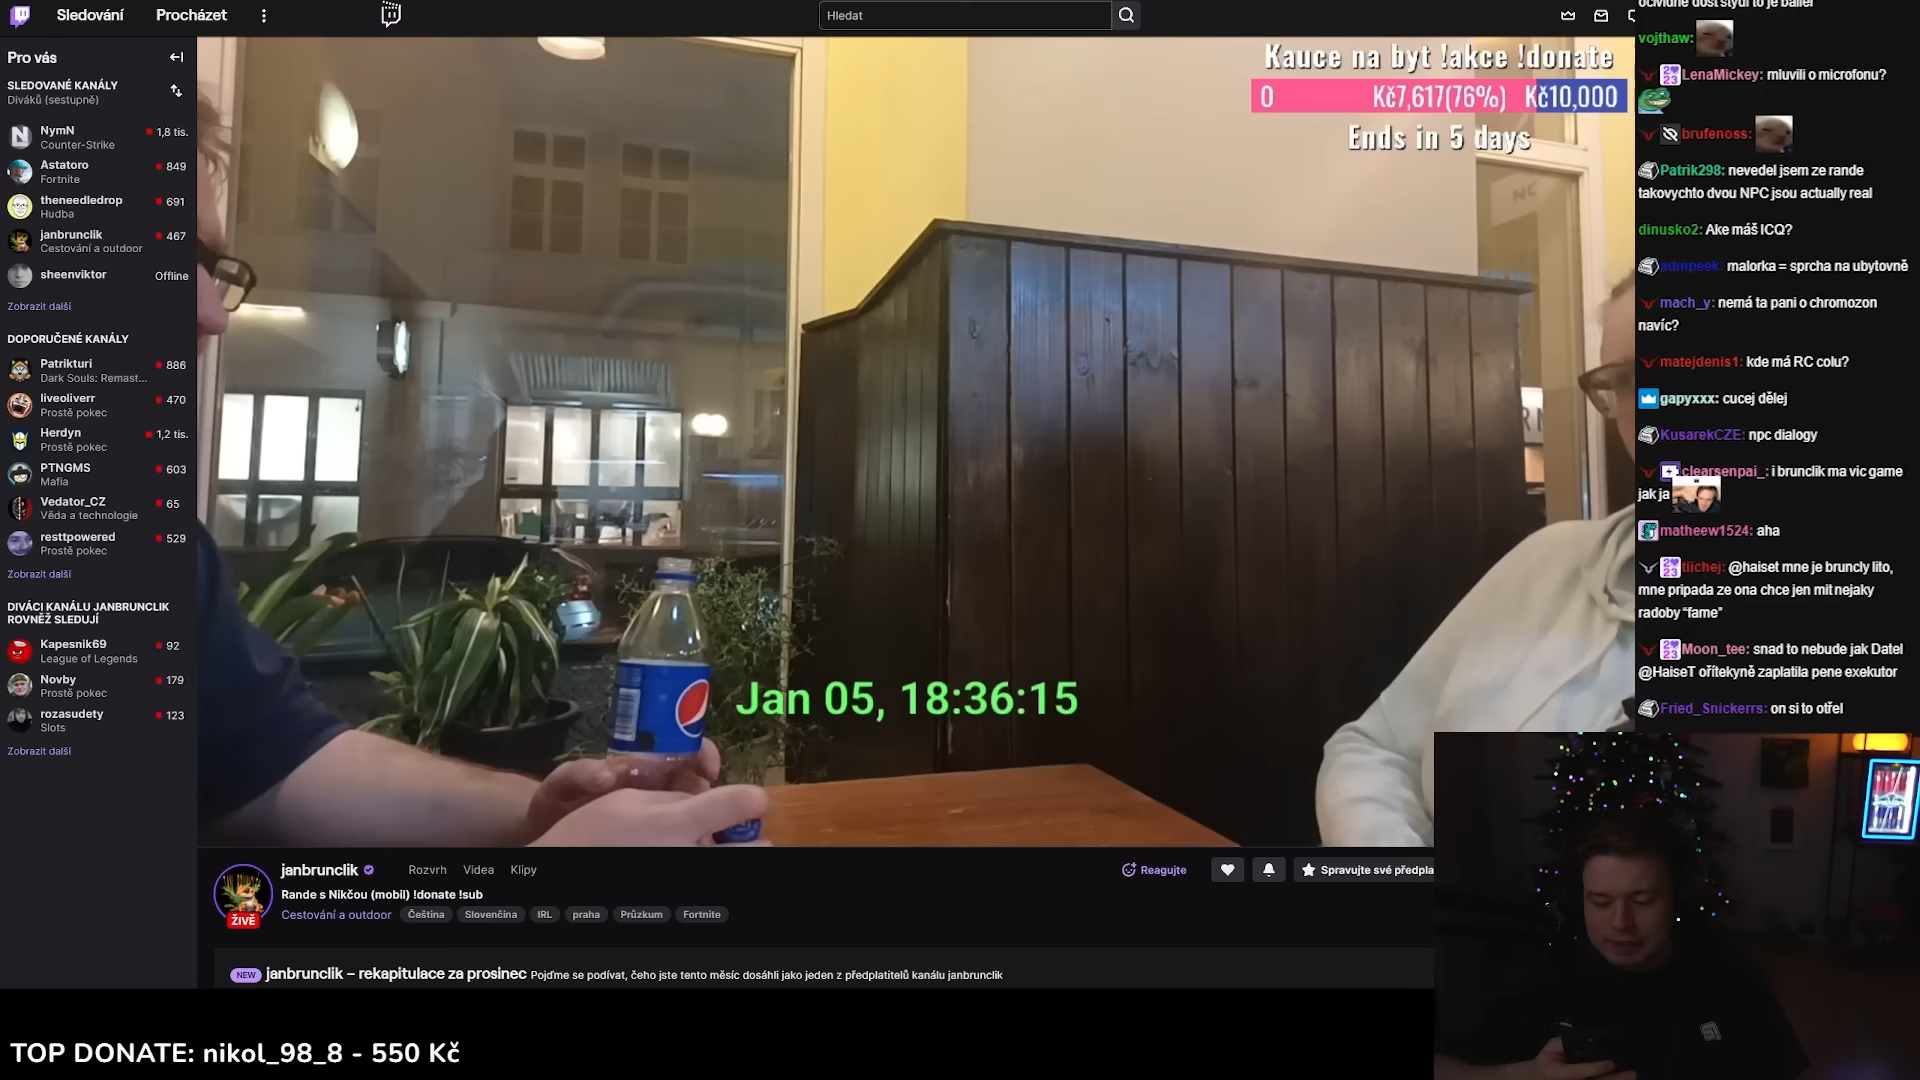 Sledování
Procházet
Hledat
Pro vás
SLEDOVANÉ KANÁLY
Diváků (sestupně)
NymN
1,8 tis.
Counter-Strike
Astatoro
849
Fortnite
theneedledrop
691
Hudba
janbrunclik
467
Cestování a outdoor
sheenviktor
Offline
Zobrazit další
DOPORUČENÉ KANÁLY
Patrikturi
886
Dark Souls: Remast...
liveoliverr
470
Prostě pokec
Herdyn
1,2 tis.
Prostě pokec
PTNGMS
603
Mafia
Vedator_CZ
65
Věda a technologie
resttpowered
529
Prostě pokec
Zobrazit další
DIVÁCI KANÁLU JANBRUNCLIK
ROVNĚŽ SLEDUJÍ
Kapesnik69
92
League of Legends
Novby
179
Prostě pokec
rozasudety
123
Slots
Zobrazit další
Kauce na byt !akce !donate
0 Kč7,617(76%) Kč10,000
Ends in 5 days
Jan 05, 18:36:15
janbrunclik
Rozvrh Videa Klipy
Reagujte
Spravujte své předpla
Rande s Nikčou (mobil) !donate !sub
Cestování a outdoor Čeština Slovenčina IRL praha Průzkum Fortnite
ŽIVĚ
NEW janbrunclik – rekapitulace za prosinec Pojďme se podívat, čeho jste tento měsíc dosáhli jako jeden z předplatitelů kanálu janbrunclik
TOP DONATE: nikol_98_8 - 550 Kč
vojthaw:
LenaMickey: mluvili o microfonu?
brufenoss:
Patrik298: nevedel jsem ze rande
takovychto dvou NPC jsou actually real
dinusko2: Ake máš ICQ?
admpeek: malorka = sprcha na ubytovně
mach_y: nemá ta pani o chromozon
navíc?
matejdenis1: kde má RC colu?
gapyxxx: cucej dělej
KusarekCZE: npc dialogy
clearsenpai_: i brunclik ma vic game
jak ja
matheew1524: aha
tiichej: @haiset mne je bruncly lito,
mne pripada ze ona chce jen mit nejaky
radoby “fame”
Moon_tee: snad to nebude jak Datel
@HaiseT ořítekyně zaplatila pene exekutor
Fried_Snickerrs: on si to otřel